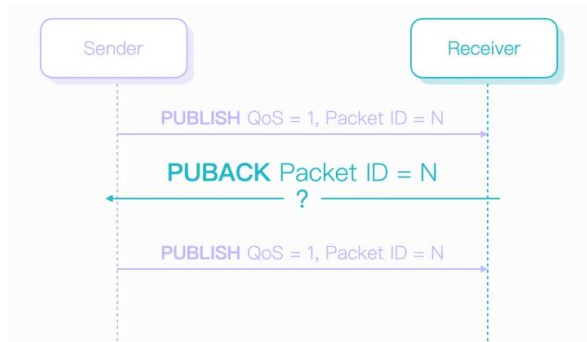 Sender
Receiver
PUBLISH QoS = 1, Packet ID = N
PUBACK Packet ID = N
?
PUBLISH QoS = 1, Packet ID = N